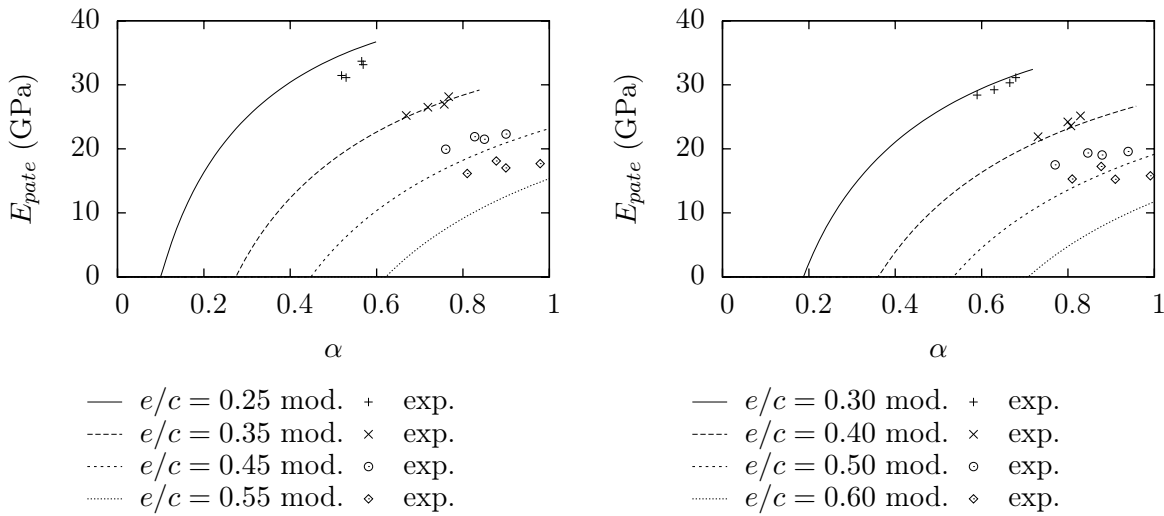 40
30
20
10
0
E_pate (GPa)
0 0.2 0.4 0.6 0.8 1
α
e/c = 0.25 mod. exp.
e/c = 0.35 mod. exp.
e/c = 0.45 mod. exp.
e/c = 0.55 mod. exp.
40
30
20
10
0
E_pate (GPa)
0 0.2 0.4 0.6 0.8 1
α
e/c = 0.30 mod. exp.
e/c = 0.40 mod. exp.
e/c = 0.50 mod. exp.
e/c = 0.60 mod. exp.